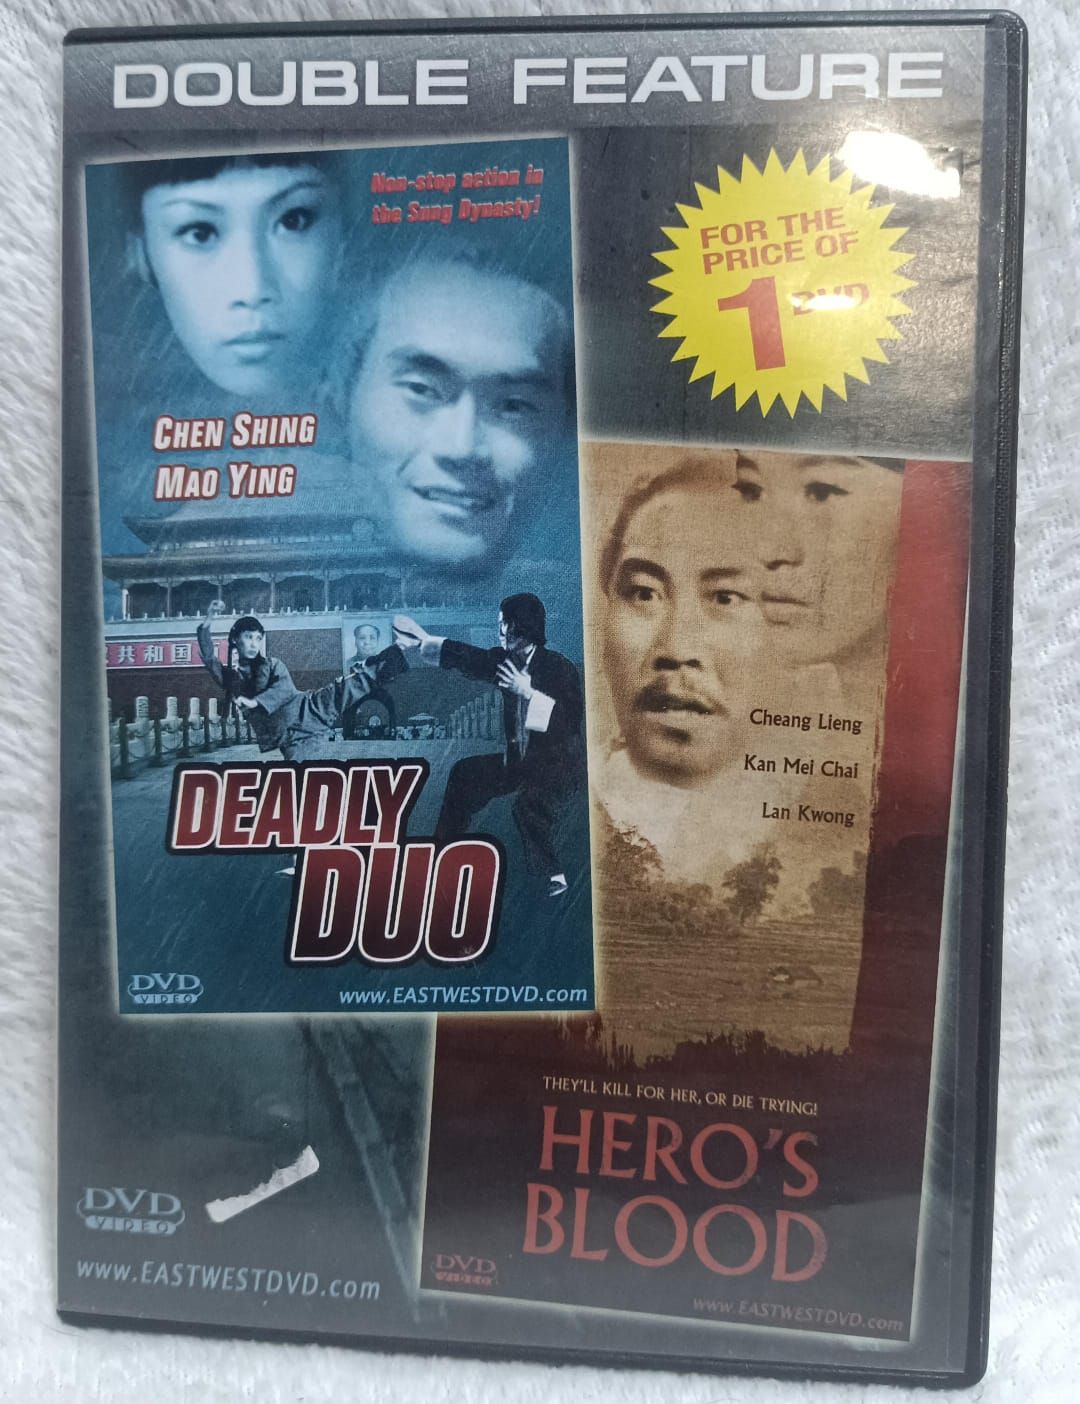 DOUBLE FEATURE
Non-stop action in
the Sung Dynasty!
FOR THE
PRICE OF
1 DVD
CHEN SHING
MAO YING
共和国
Cheang Lieng
Kan Mei Chai
Lan Kwong
DEADLY
DUO
DVD
VIDEO
www.EASTWESTDVD.com
THEY'LL KILL FOR HER, OR DIE TRYING!
HERO'S
BLOOD
DVD
VIDEO
www.EASTWESTDVD.com
DVD
VIDEO
www.EASTWESTDVD.com